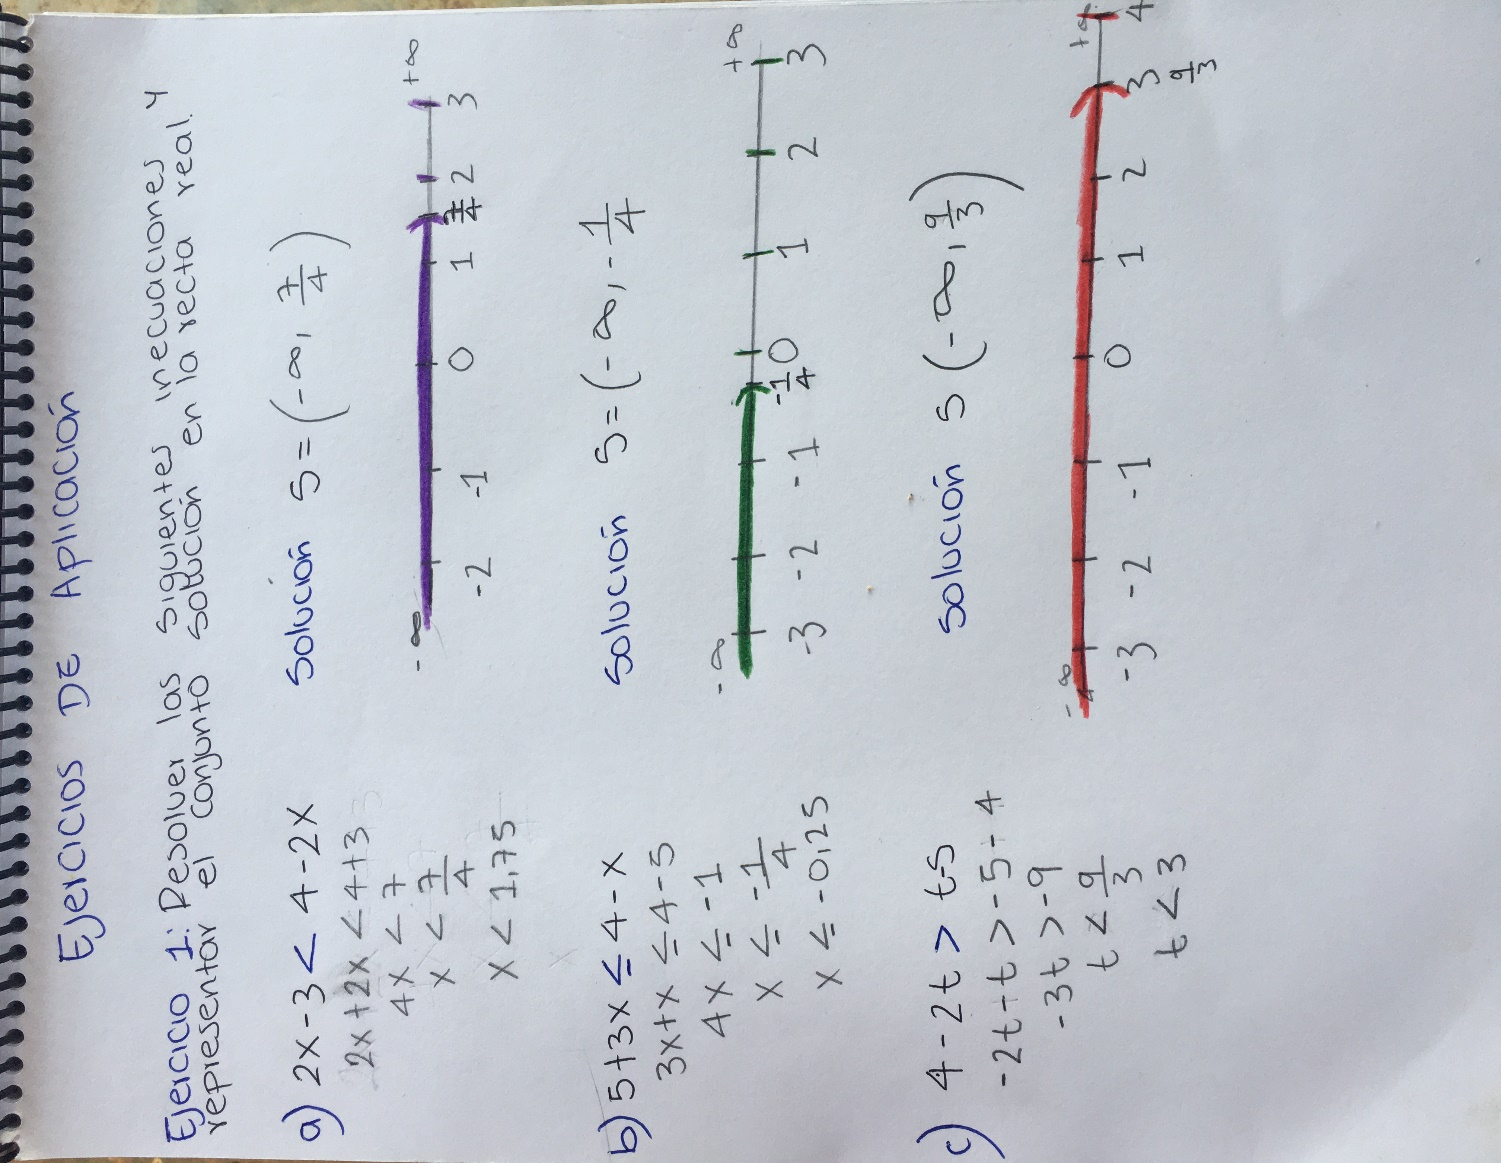 Ejercicios DE Aplicación
Ejercicio 1: Resolver las siguientes inecuaciones y
representar el conjunto solución en la recta real.
a) 2x-3 < 4-2x
2x+2x < 4+3
4x < 7
x < 7/4
x < 1,75
Solución S=(-∞, 7/4)
-∞ +∞
-2 -1 0 1 7/4 2 3
b) 5+3x ≤ 4-x
3x+x ≤ 4-5
4x ≤ -1
x ≤ -1/4
x ≤ -0,25
Solución S=(-∞, -1/4
-∞ +∞
-3 -2 -1 -1/4 0 1 2 3
c) 4-2t > t-5
-2t-t > -5-4
-3t > -9
t < 9/3
t < 3
Solución S (-∞, 9/3)
-∞ +∞
-3 -2 -1 0 1 2 3 4
9/3